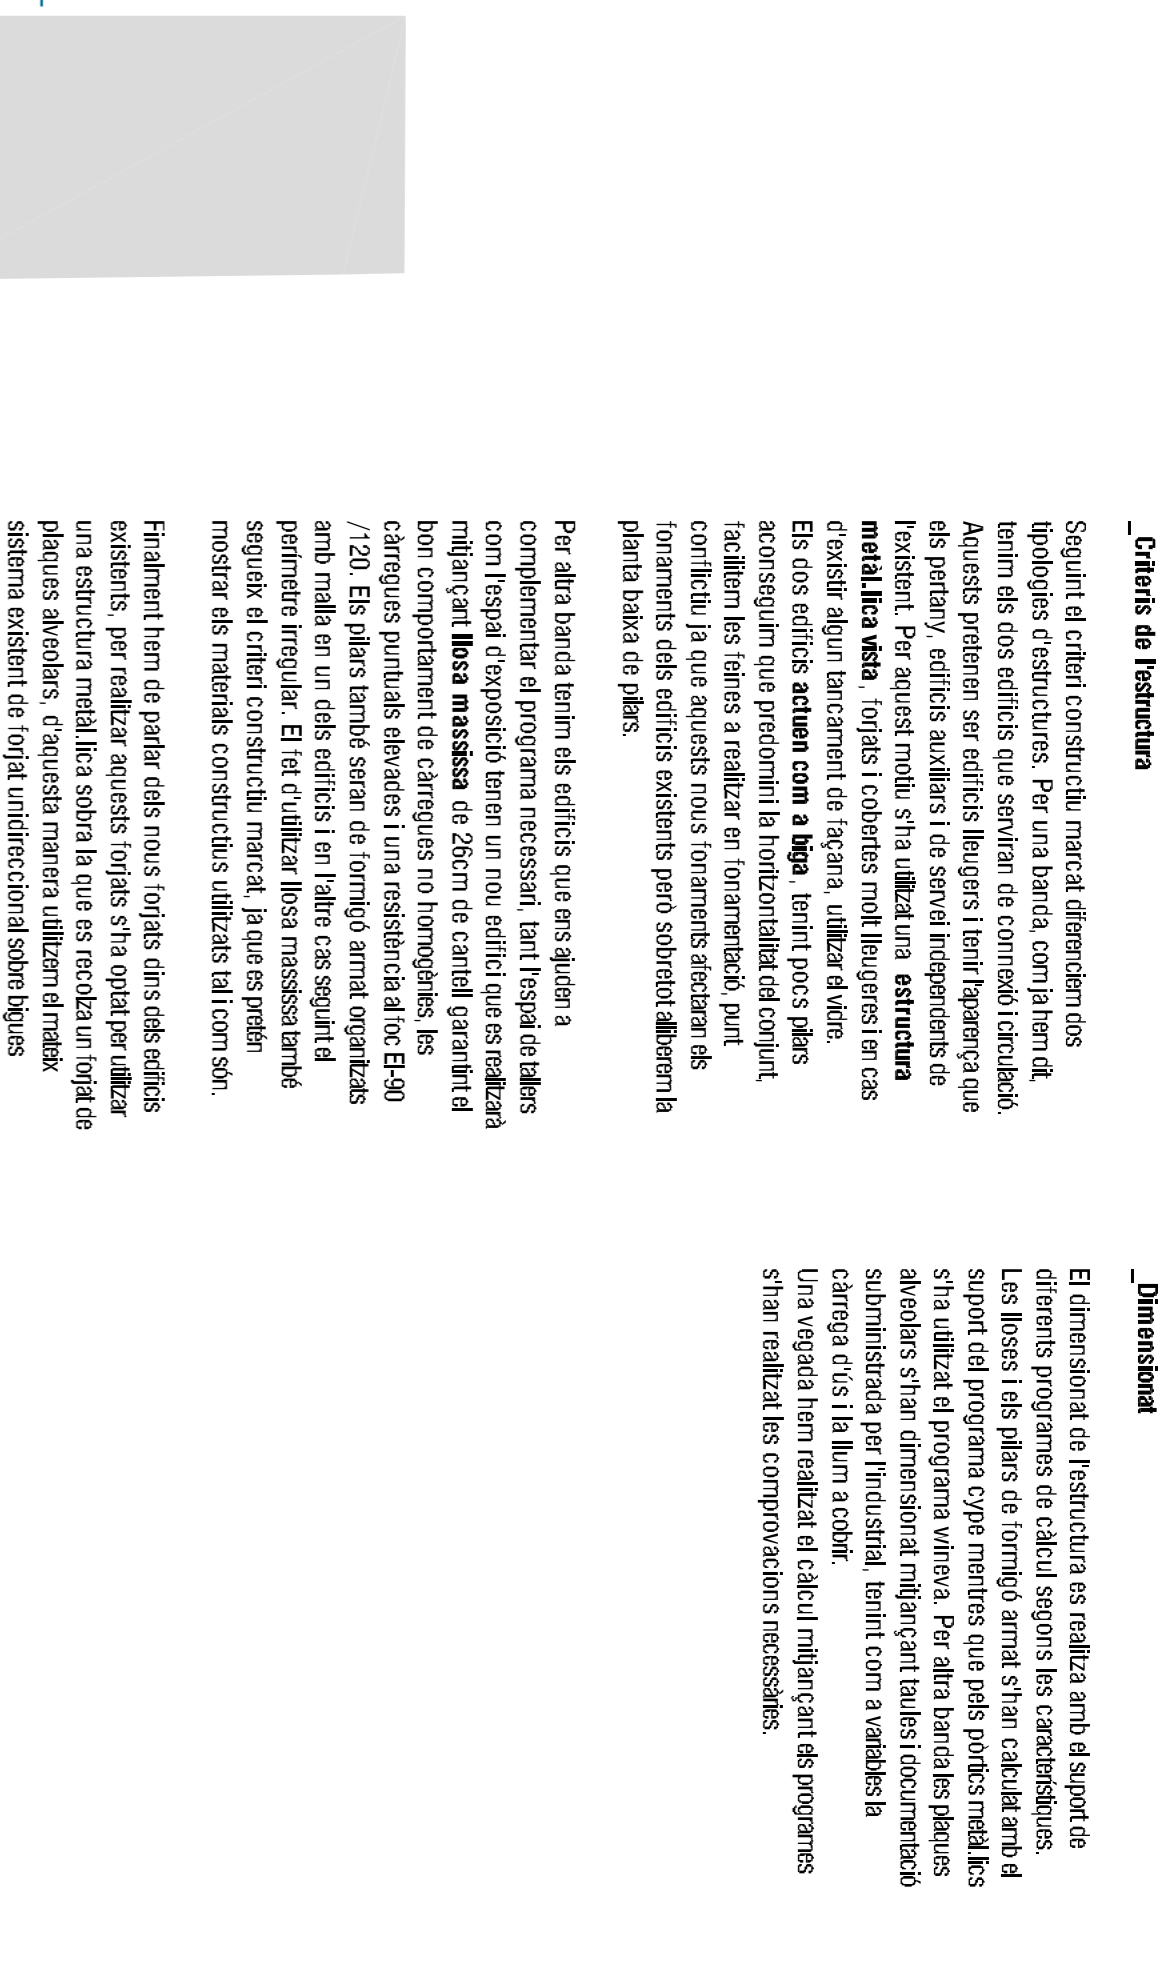 _Criteris de l'estructura
Seguint el criteri constructiu marcat diferenciem dos
tipologies d'estructures. Per una banda, com ja hem dit,
tenim els dos edificis que serviran de connexió i circulació.
Aquests pretenen ser edificis lleugers i tenir l'aparença que
els pertany, edificis auxiliars i de servei independents de
l'existent. Per aquest motiu s'ha utilitzat una estructura
metàl.lica vista , forjats i cobertes molt lleugeres i en cas
d'existir algun tancament de façana, utilitzar el vidre.
Els dos edificis actuen com a biga , tenint pocs pilars
aconseguim que predomini la horitzontalitat del conjunt,
facilitem les feines a realitzar en fonamentació, punt
conflictiu ja que aquests nous fonaments afectaran els
fonaments dels edificis existents però sobretot alliberem la
planta baixa de pilars.
Per altra banda tenim els edificis que ens ajuden a
complementar el programa necessari, tant l'espai de tallers
com l'espai d'exposició tenen un nou edifici que es realitzarà
mitjançant llosa massissa de 26cm de cantell garantint el
bon comportament de càrregues no homogènies, les
càrregues puntuals elevades i una resistència al foc EI-90
/120. Els pilars també seran de formigó armat organitzats
amb malla en un dels edificis i en l'altre cas seguint el
perímetre irregular. El fet d'utilitzar llosa massissa també
segueix el criteri constructiu marcat, ja que es pretén
mostrar els materials constructius utilitzats tal i com són.
Finalment hem de parlar dels nous forjats dins dels edificis
existents, per realitzar aquests forjats s'ha optat per utilitzar
una estructura metàl.lica sobra la que es recolza un forjat de
plaques alveolars, d'aquesta manera utilitzem el mateix
sistema existent de forjat unidireccional sobre bigues
_Dimensionat
El dimensionat de l'estructura es realitza amb el suport de
diferents programes de càlcul segons les característiques.
Les lloses i els pilars de formigó armat s'han calculat amb el
suport del programa cype mentres que pels pòrtics metàl.lics
s'ha utilitzat el programa wineva. Per altra banda les plaques
alveolars s'han dimensionat mitjançant taules i documentació
subministrada per l'industrial, tenint com a variables la
càrrega d'ús i la llum a cobrir.
Una vegada hem realitzat el càlcul mitjançant els programes
s'han realitzat les comprovacions necessàries.